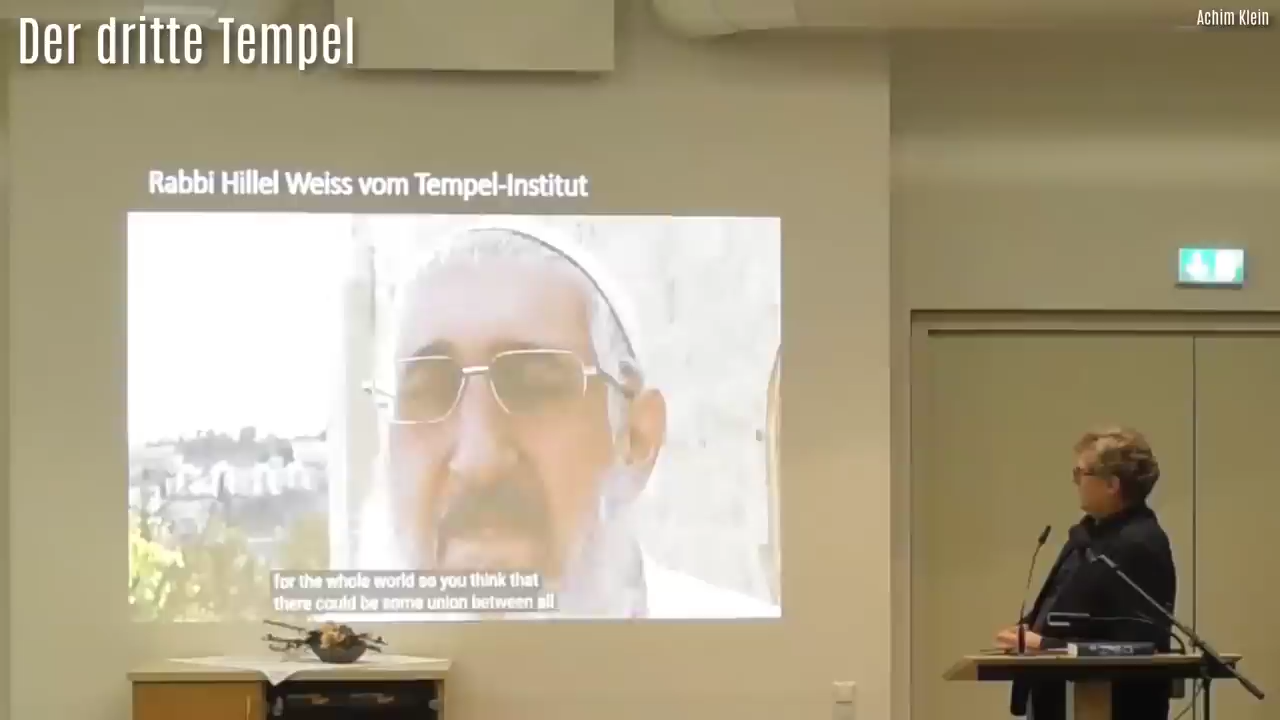 Der dritte Tempel
Achim Klein
Rabbi Hillel Weiss vom Tempel-Institut
for the whole world so you think that
there could be some union between all